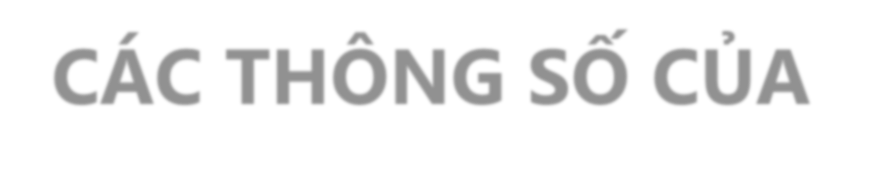 CÁC THÔNG SỐ CỦA